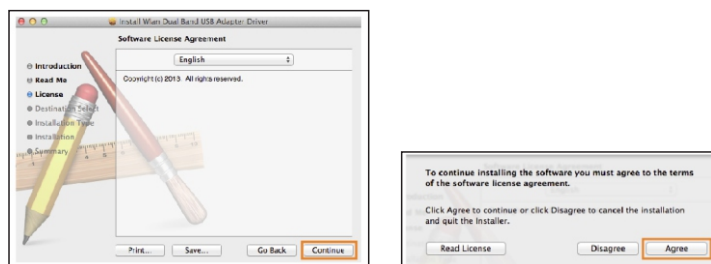 Install Wlan Dual Band USB Adapter Driver
Software License Agreement
English
Introduction
Read Me
License
Destination Select
Installation Type
Installation
Summary
Copyright (c) 2013. All rights reserved.
Print...
Save...
Go Back
Continue
To continue installing the software you must agree to the terms
of the software license agreement.
Click Agree to continue or click Disagree to cancel the installation
and quit the Installer.
Read License
Disagree
Agree